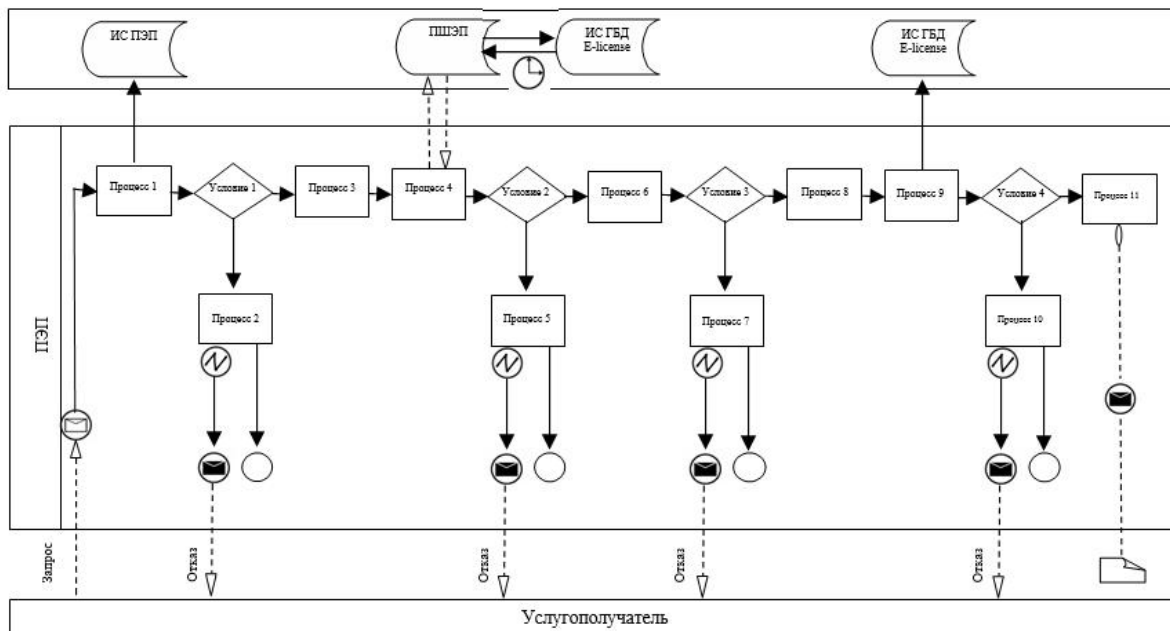 ИС ПЭП
ПШЭП
ИС ГБД
E-license
ИС ГБД
E-license
ПЭП
Процесс 1
Условие 1
Процесс 3
Процесс 4
Условие 2
Процесс 6
Условие 3
Процесс 8
Процесс 9
Условие 4
Процесс 11
Процесс 2
Процесс 5
Процесс 7
Процесс 10
Запрос
Отказ
Отказ
Отказ
Отказ
Услугополучатель